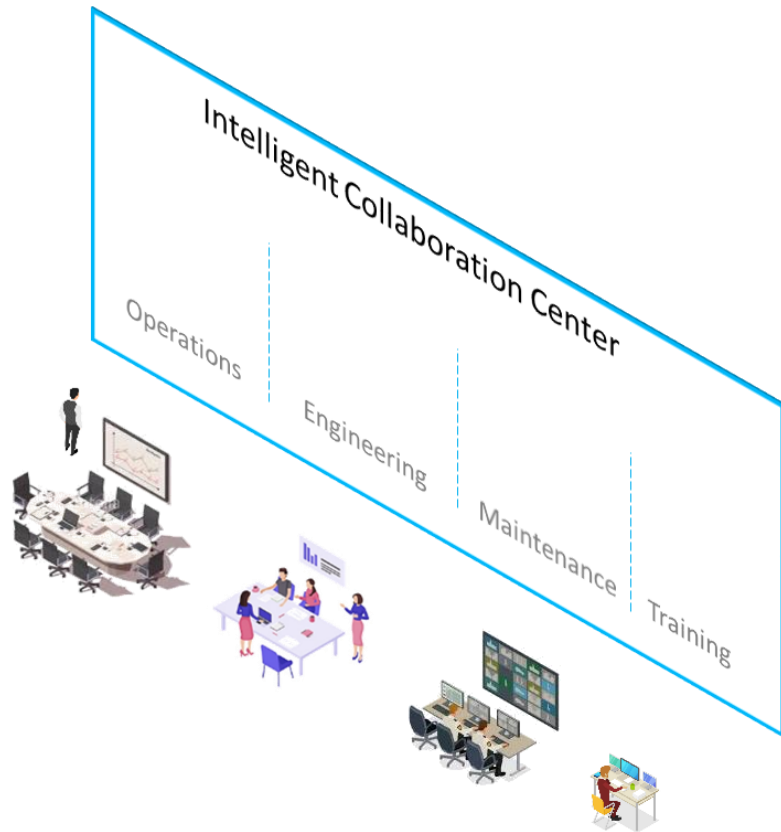 Intelligent Collaboration Center
Operations
Engineering
Maintenance
Training